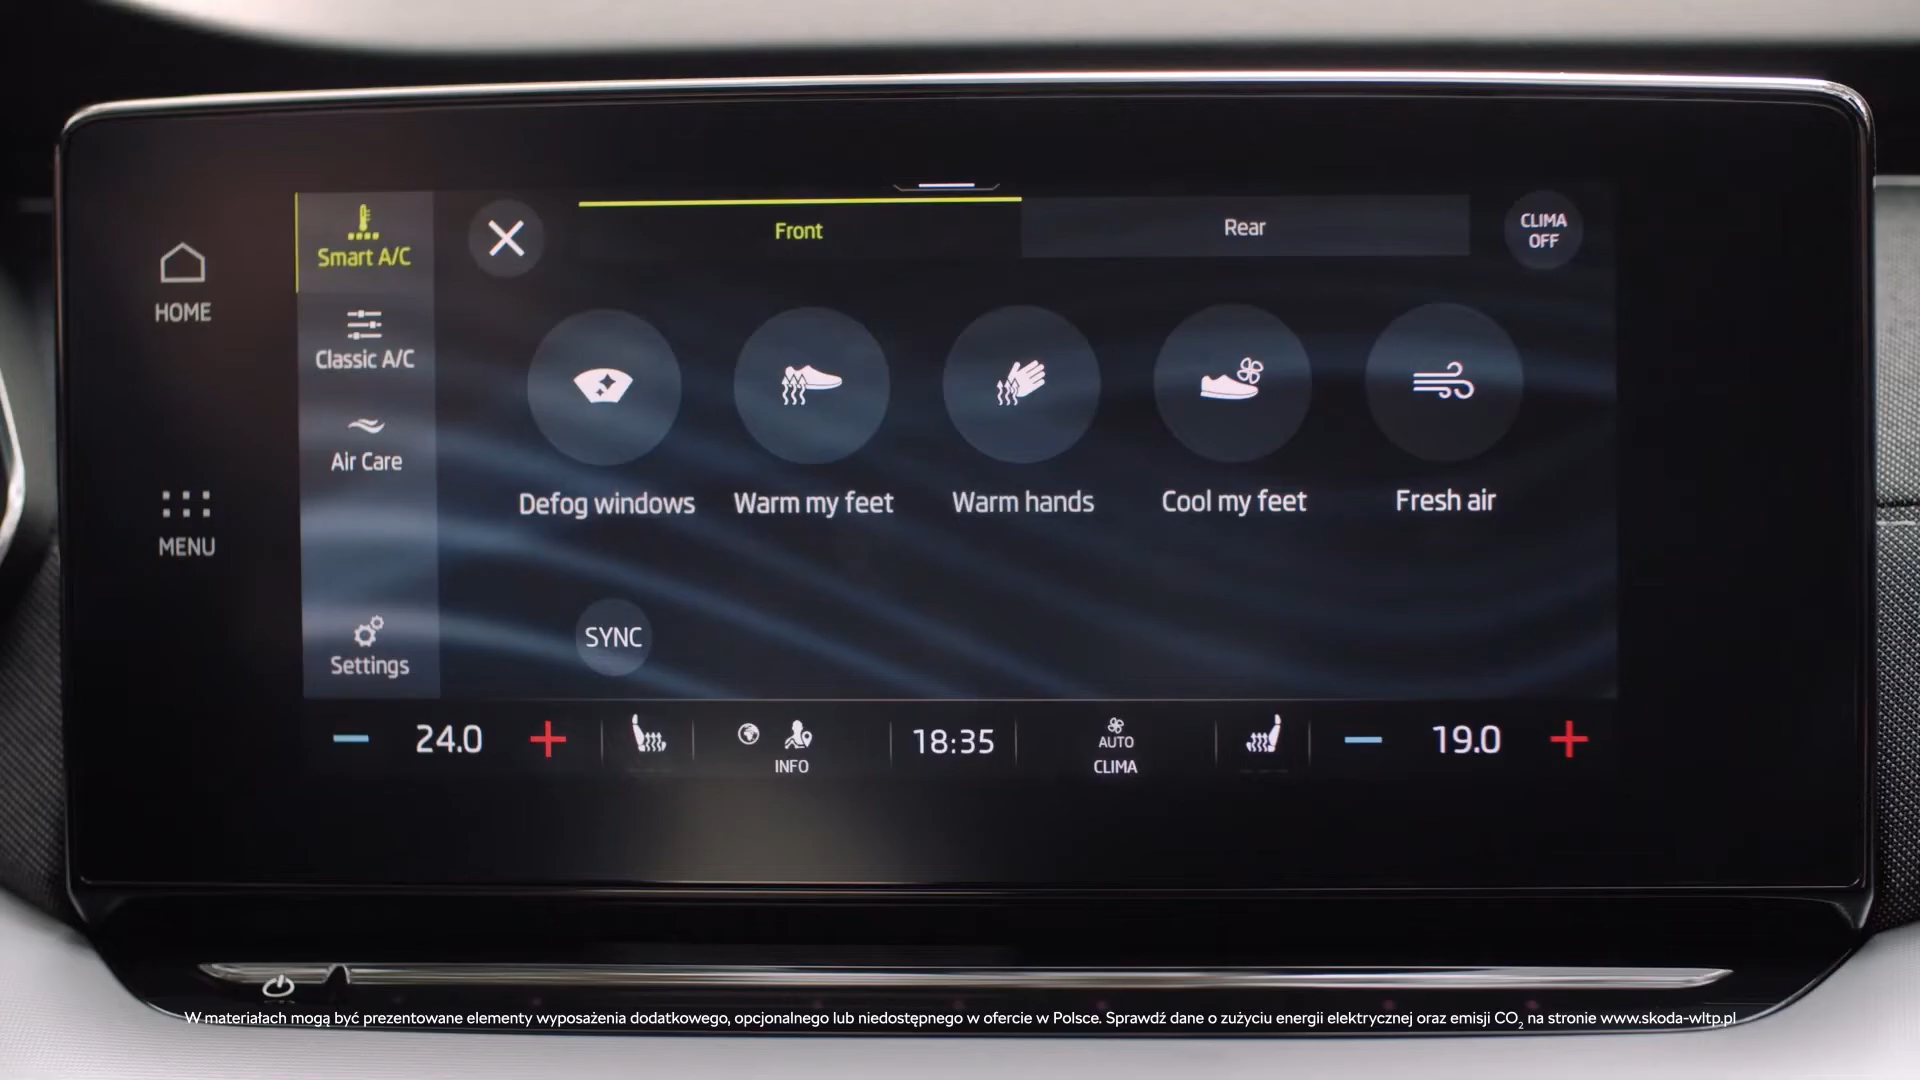 HOME
MENU
Smart A/C
Classic A/C
Air Care
Settings
Front
Rear
CLIMA
OFF
Defog windows
Warm my feet
Warm hands
Cool my feet
Fresh air
SYNC
24.0
INFO
18:35
AUTO
CLIMA
19.0
W materiałach mogą być prezentowane elementy wyposażenia dodatkowego, opcjonalnego lub niedostępnego w ofercie w Polsce. Sprawdź dane o zużyciu energii elektrycznej oraz emisji CO₂ na stronie www.skoda-wltp.pl